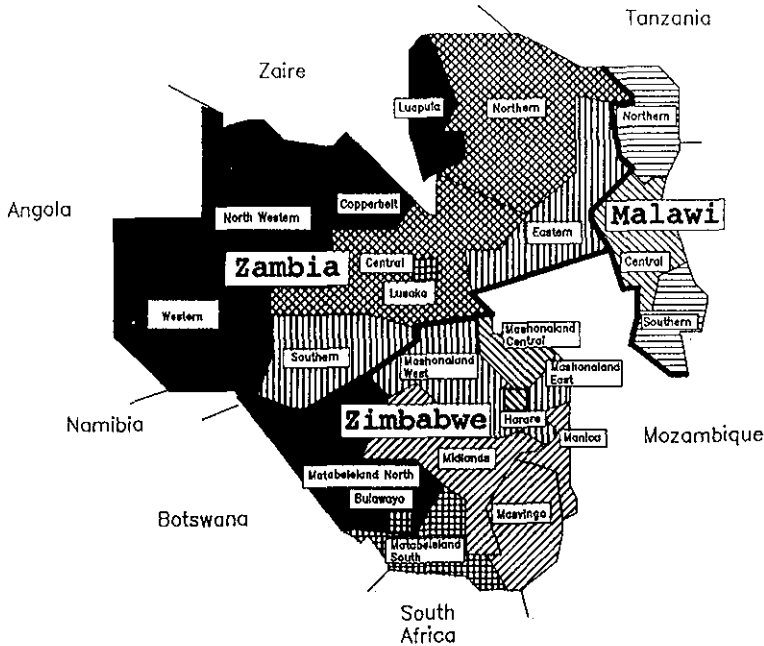 Tanzania
Zaire
Luapula
Northern
Northern
Angola
Copperbelt
North Western
Malawi
Eastern
Zambia
Central
Central
Lusaka
Western
Southern
Southern
Mashonaland
Central
Mashonaland
West
Mashonaland
East
Namibia
Zimbabwe
Harare
Mozambique
Manica
Midlands
Matabeleland North
Bulawayo
Botswana
Masvingo
Matabeleland
South
South
Africa